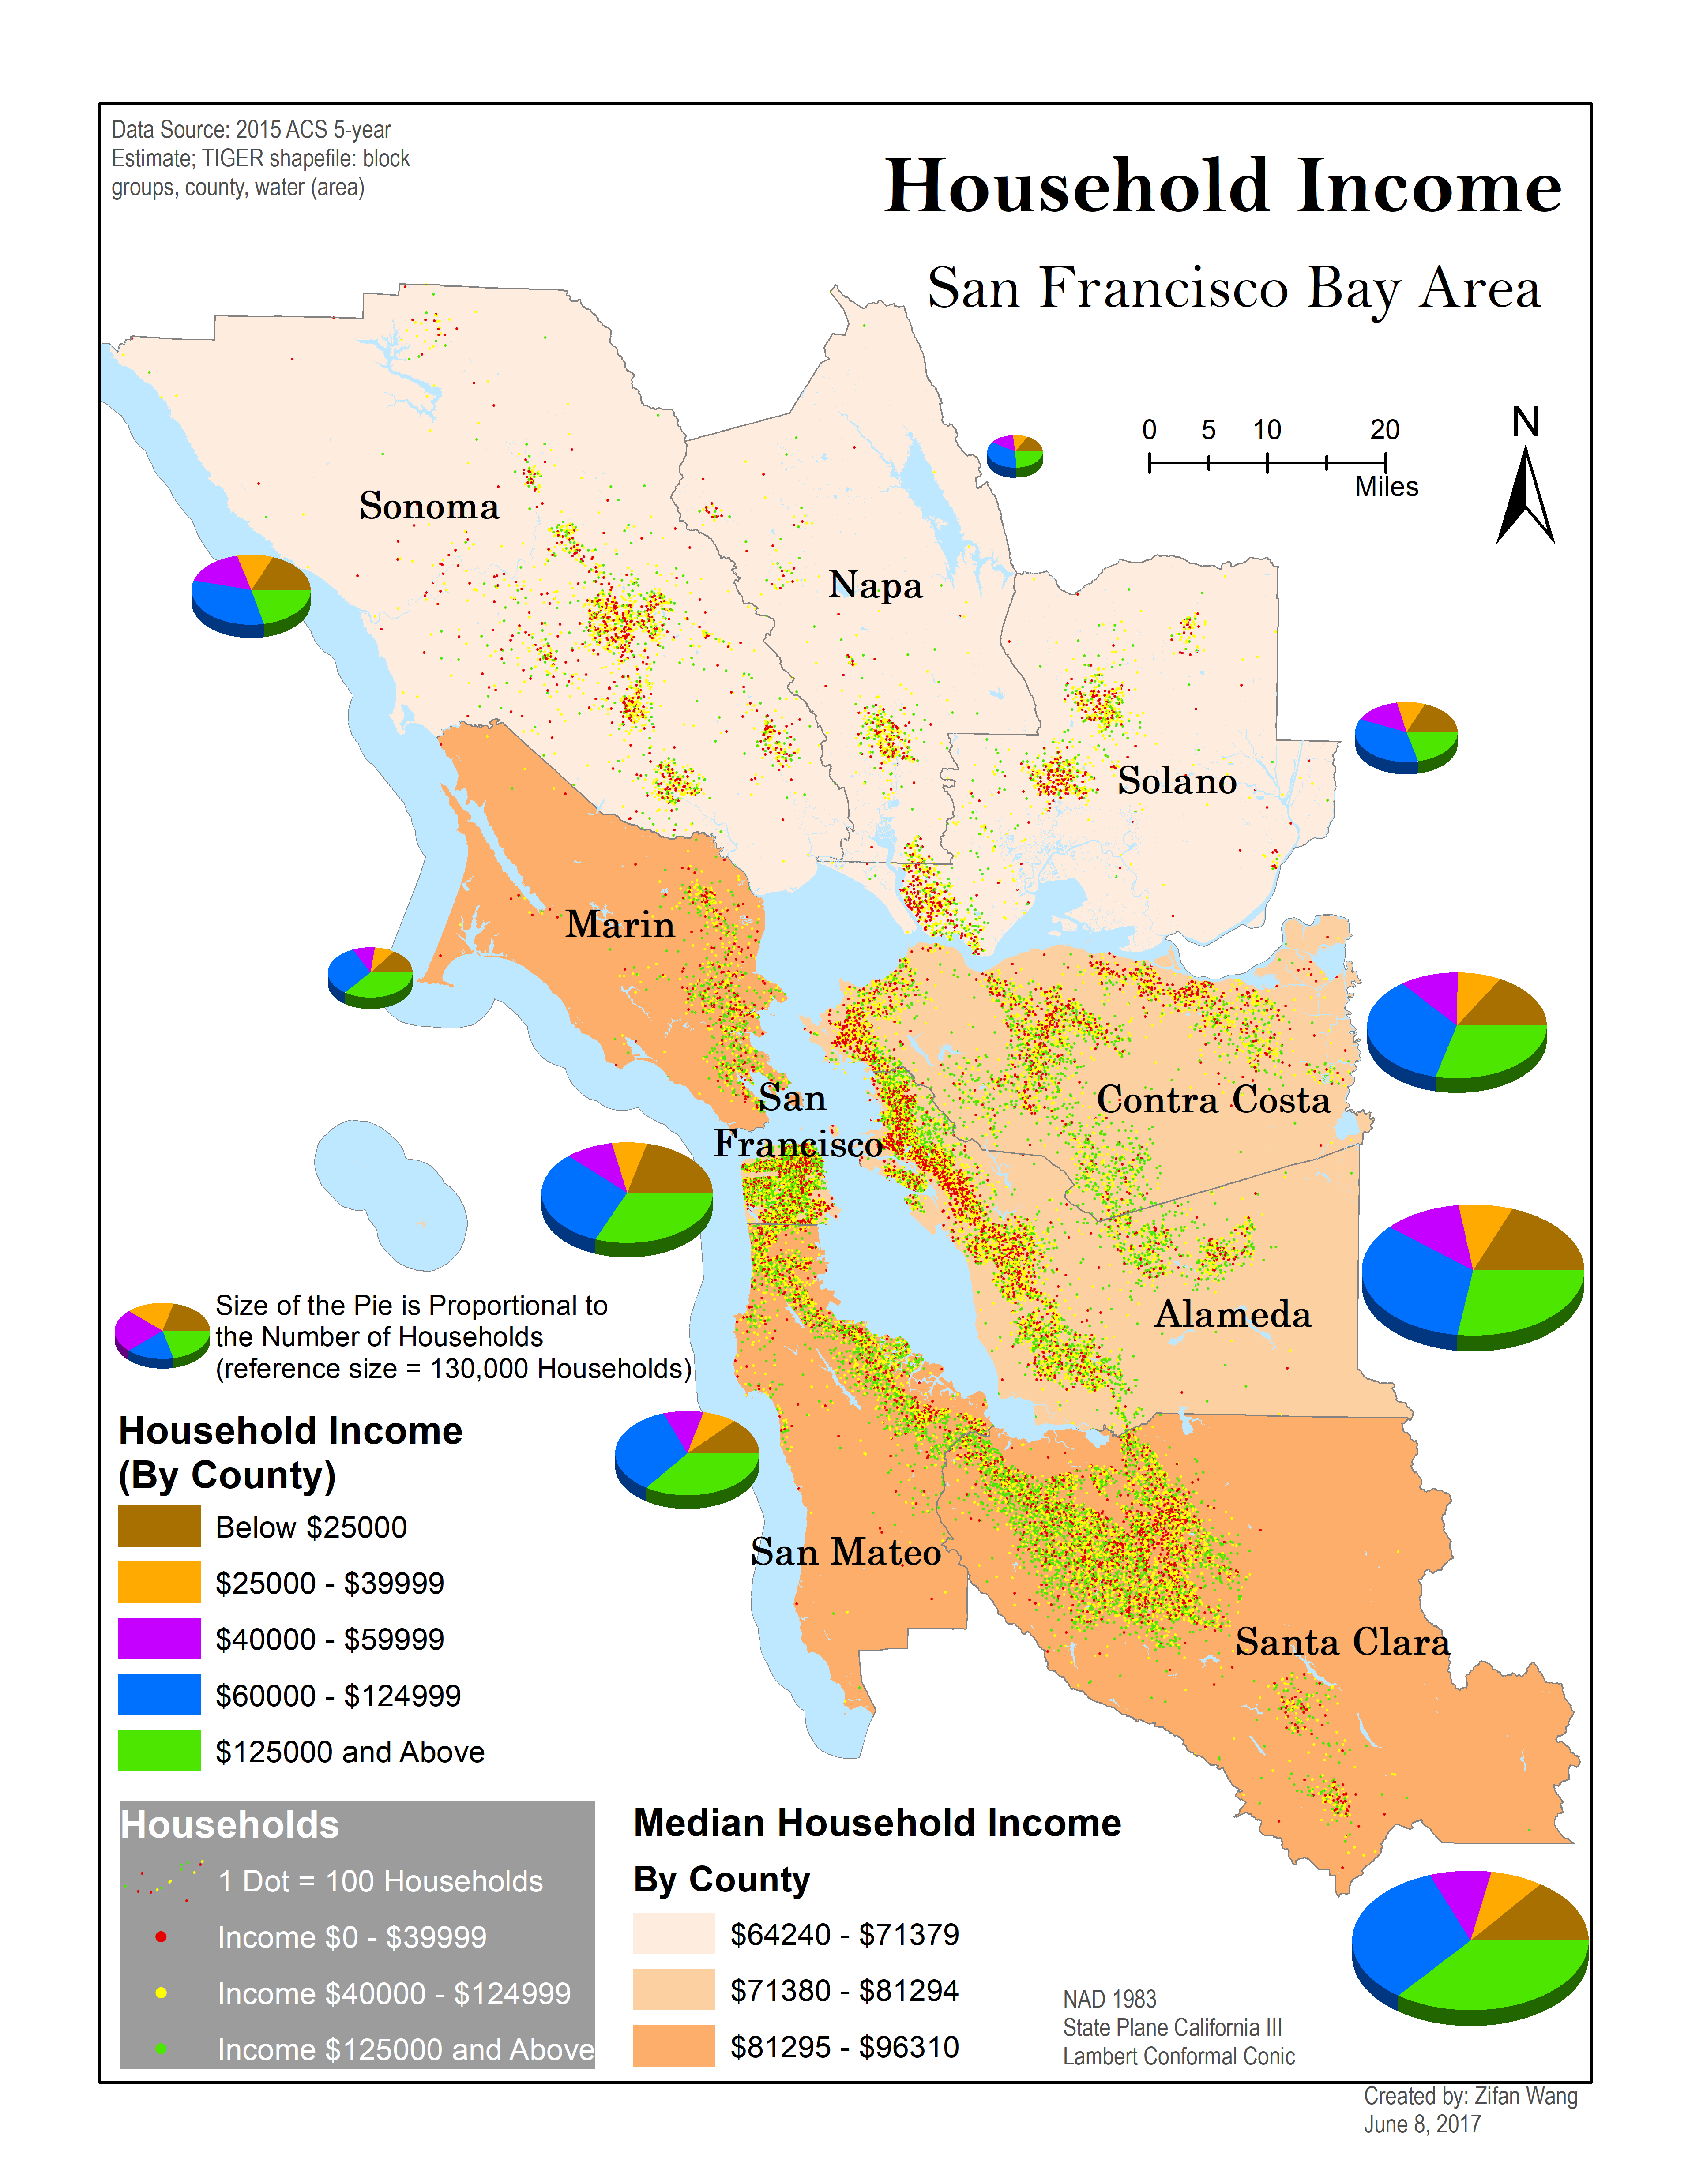 Data Source: 2015 ACS 5-year
Estimate; TIGER shapefile: block
groups, county, water (area)
Household Income
San Francisco Bay Area
0 5 10 20
Miles
N
Sonoma
Napa
Solano
Marin
Contra Costa
San
Francisco
Alameda
San Mateo
Santa Clara
Size of the Pie is Proportional to
the Number of Households
(reference size = 130,000 Households)
Household Income
(By County)
Below $25000
$25000 - $39999
$40000 - $59999
$60000 - $124999
$125000 and Above
Households
1 Dot = 100 Households
Income $0 - $39999
Income $40000 - $124999
Income $125000 and Above
Median Household Income
By County
$64240 - $71379
$71380 - $81294
$81295 - $96310
NAD 1983
State Plane California III
Lambert Conformal Conic
Created by: Zifan Wang
June 8, 2017